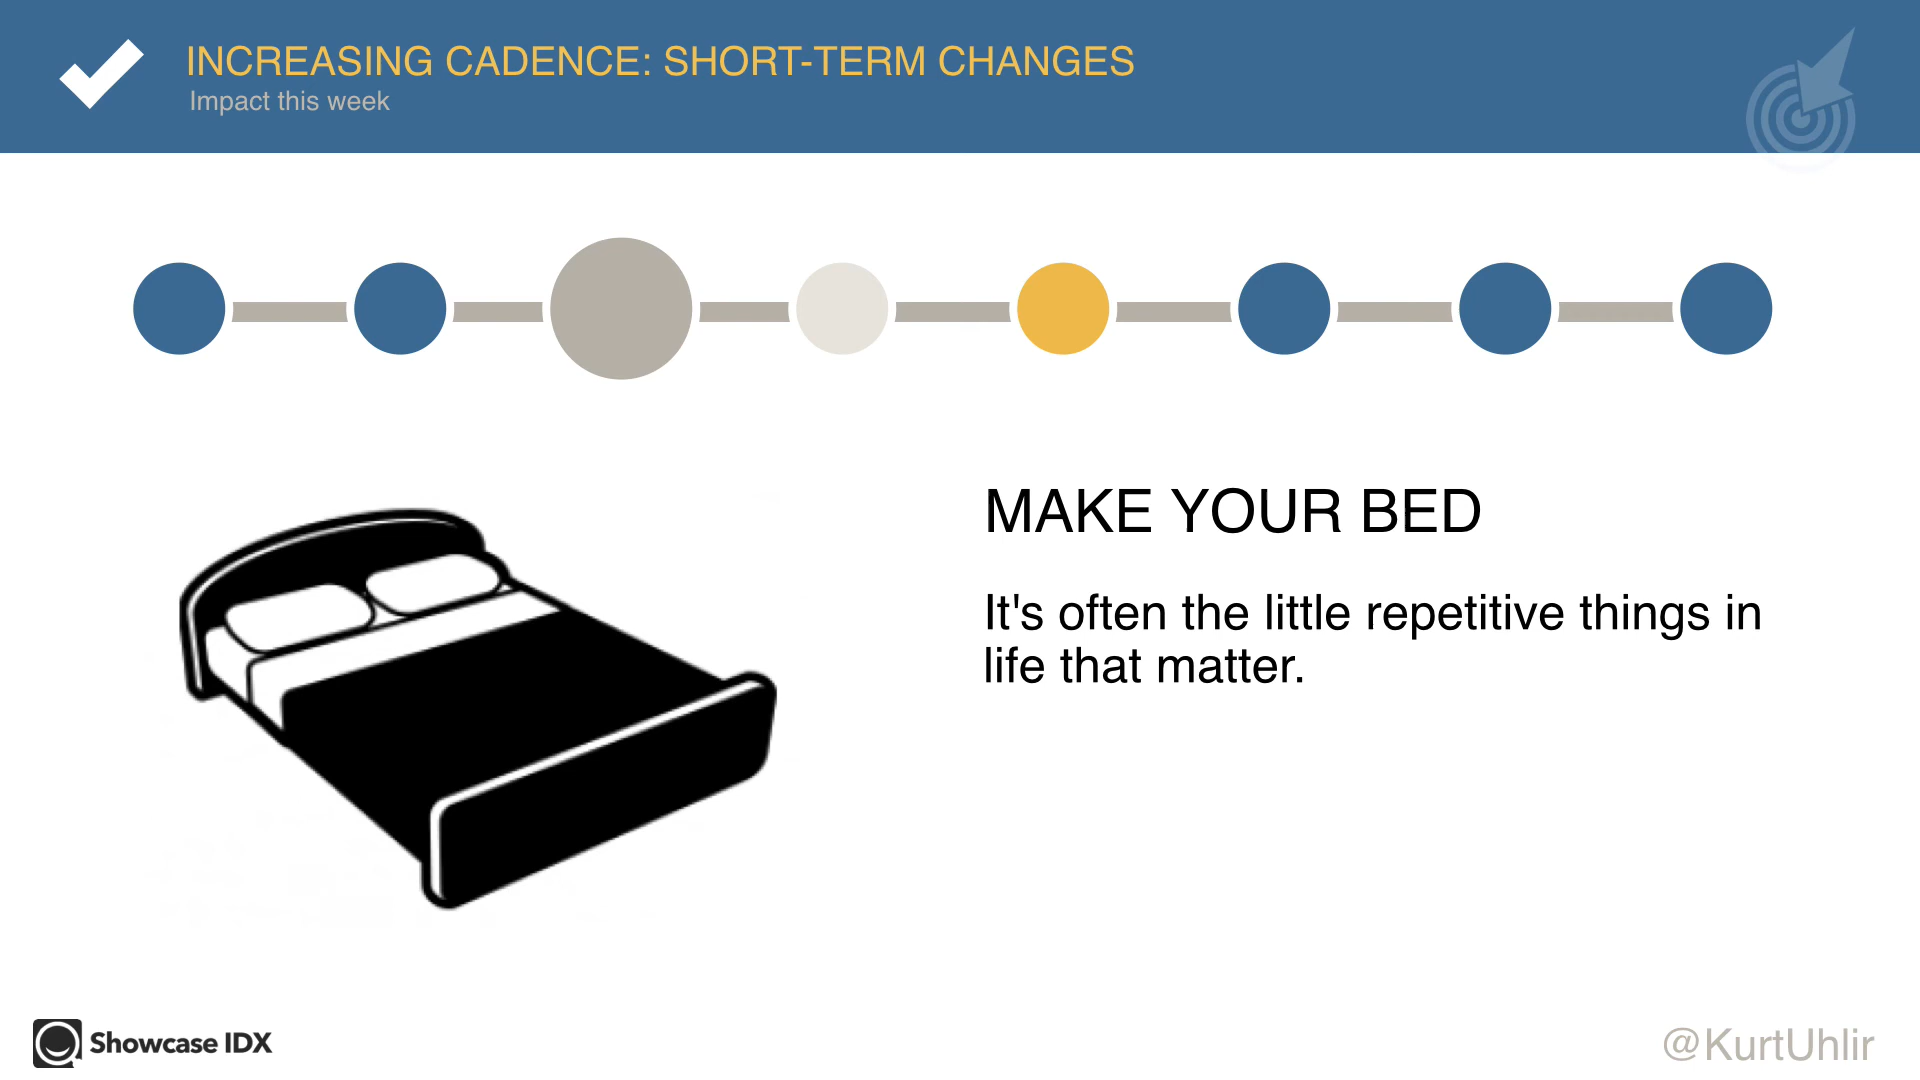 INCREASING CADENCE: SHORT-TERM CHANGES
Impact this week
MAKE YOUR BED
It's often the little repetitive things in
life that matter.
Showcase IDX
@KurtUhlir